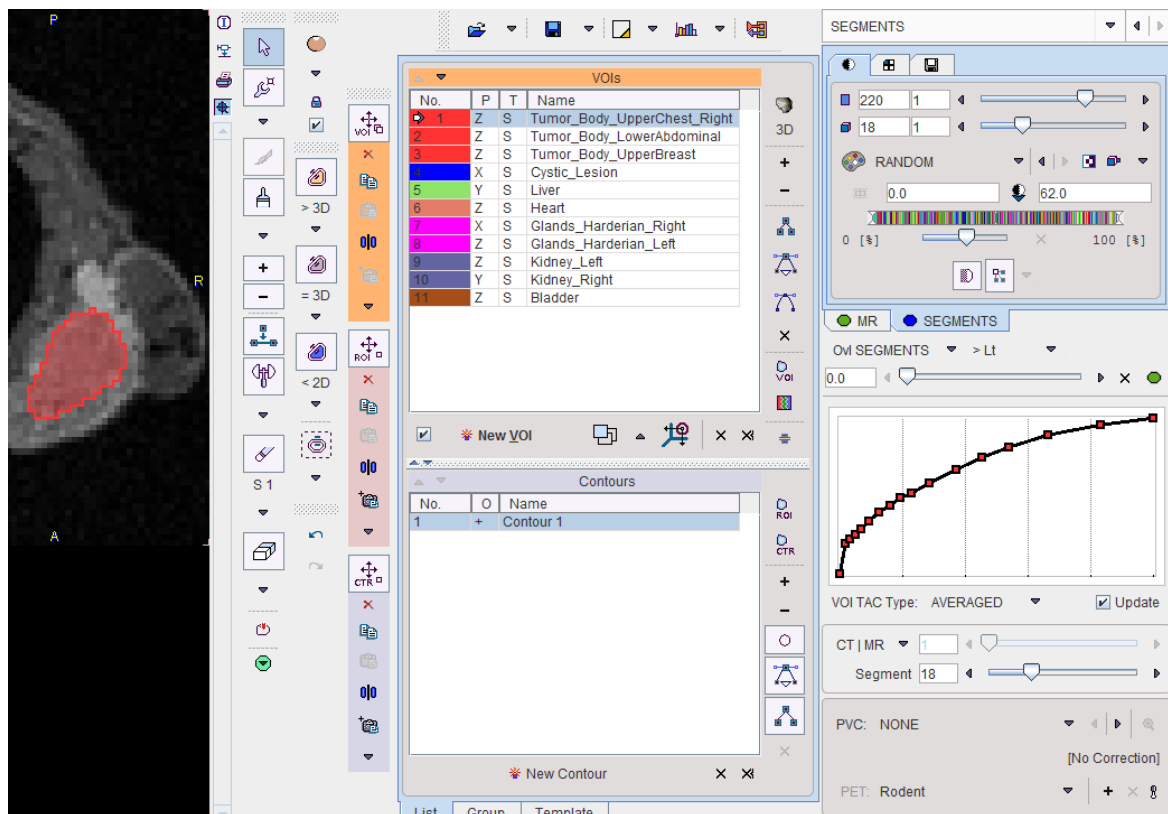 P
R
A
> 3D
= 3D
< 2D
S 1
VOI
ROI
CTR
VOIs
No. P T Name
1 Z S Tumor_Body_UpperChest_Right
2 Z S Tumor_Body_LowerAbdominal
3 Z S Tumor_Body_UpperBreast
4 X S Cystic_Lesion
5 Y S Liver
6 Z S Heart
7 X S Glands_Harderian_Right
8 Z S Glands_Harderian_Left
9 Z S Kidney_Left
10 Y S Kidney_Right
11 Z S Bladder
New VOI
Contours
No. O Name
1 + Contour 1
New Contour
List Group Template
3D
VOI
ROI
CTR
SEGMENTS
220 1
18 1
RANDOM
0.0 62.0
0 [%] 100 [%]
MR SEGMENTS
Ovl SEGMENTS > Lt
0.0
VOI TAC Type: AVERAGED Update
CT | MR 1
Segment 18
PVC: NONE
[No Correction]
PET: Rodent